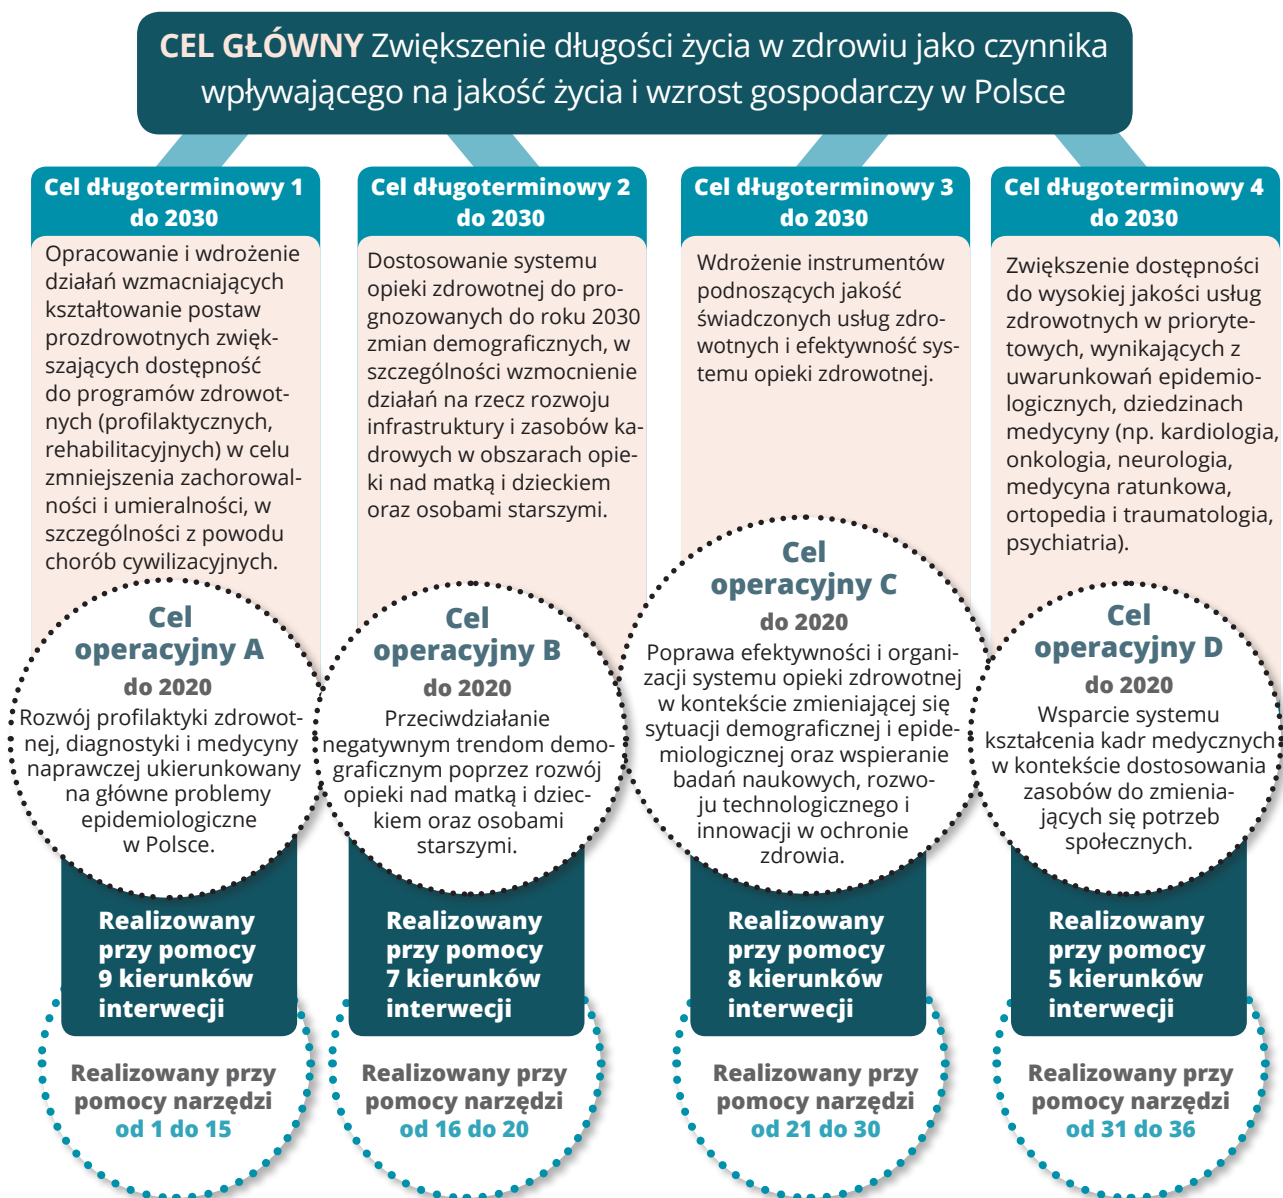 CEL GŁÓWNY Zwiększenie długości życia w zdrowiu jako czynnika
wpływającego na jakość życia i wzrost gospodarczy w Polsce
Cel długoterminowy 1
do 2030
Opracowanie i wdrożenie
działań wzmacniających
kształtowanie postaw
prozdrowotnych zwięk-
szających dostępność
do programów zdrowot-
nych (profilaktycznych,
rehabilitacyjnych) w celu
zmniejszenia zachorowal-
ności i umieralności, w
szczególności z powodu
chorób cywilizacyjnych.
Cel
operacyjny A
do 2020
Rozwój profilaktyki zdrowot-
nej, diagnostyki i medycyny
naprawczej ukierunkowany
na główne problemy
epidemiologiczne
w Polsce.
Realizowany
przy pomocy
9 kierunków
interwecji
Realizowany przy
pomocy narzędzi
od 1 do 15
Cel długoterminowy 2
do 2030
Dostosowanie systemu
opieki zdrowotnej do pro-
gnozowanych do roku 2030
zmian demograficznych, w
szczególności wzmocnienie
działań na rzecz rozwoju
infrastruktury i zasobów ka-
drowych w obszarach opie-
ki nad matką i dzieckiem
oraz osobami starszymi.
Cel
operacyjny B
do 2020
Przeciwdziałanie
negatywnym trendom demo-
graficznym poprzez rozwój
opieki nad matką i dziec-
kiem oraz osobami
starszymi.
Realizowany
przy pomocy
7 kierunków
interwecji
Realizowany przy
pomocy narzędzi
od 16 do 20
Cel długoterminowy 3
do 2030
Wdrożenie instrumentów
podnoszących jakość
świadczonych usług zdro-
wotnych i efektywność sys-
temu opieki zdrowotnej.
Cel
operacyjny C
do 2020
Poprawa efektywności i organi-
zacji systemu opieki zdrowotnej
w kontekście zmieniającej się
sytuacji demograficznej i epide-
miologicznej oraz wspieranie
badań naukowych, rozwo-
ju technologicznego i
innowacji w ochronie
zdrowia.
Realizowany
przy pomocy
8 kierunków
interwecji
Realizowany przy
pomocy narzędzi
od 21 do 30
Cel długoterminowy 4
do 2030
Zwiększenie dostępności
do wysokiej jakości usług
zdrowotnych w prioryte-
towych, wynikających z
uwarunkowań epidemio-
logicznych, dziedzinach
medycyny (np. kardiologia,
onkologia, neurologia,
medycyna ratunkowa,
ortopedia i traumatologia,
psychiatria).
Cel
operacyjny D
do 2020
Wsparcie systemu
kształcenia kadr medycznych
w kontekście dostosowania
zasobów do zmienia-
jących się potrzeb
społecznych.
Realizowany
przy pomocy
5 kierunków
interwecji
Realizowany przy
pomocy narzędzi
od 31 do 36